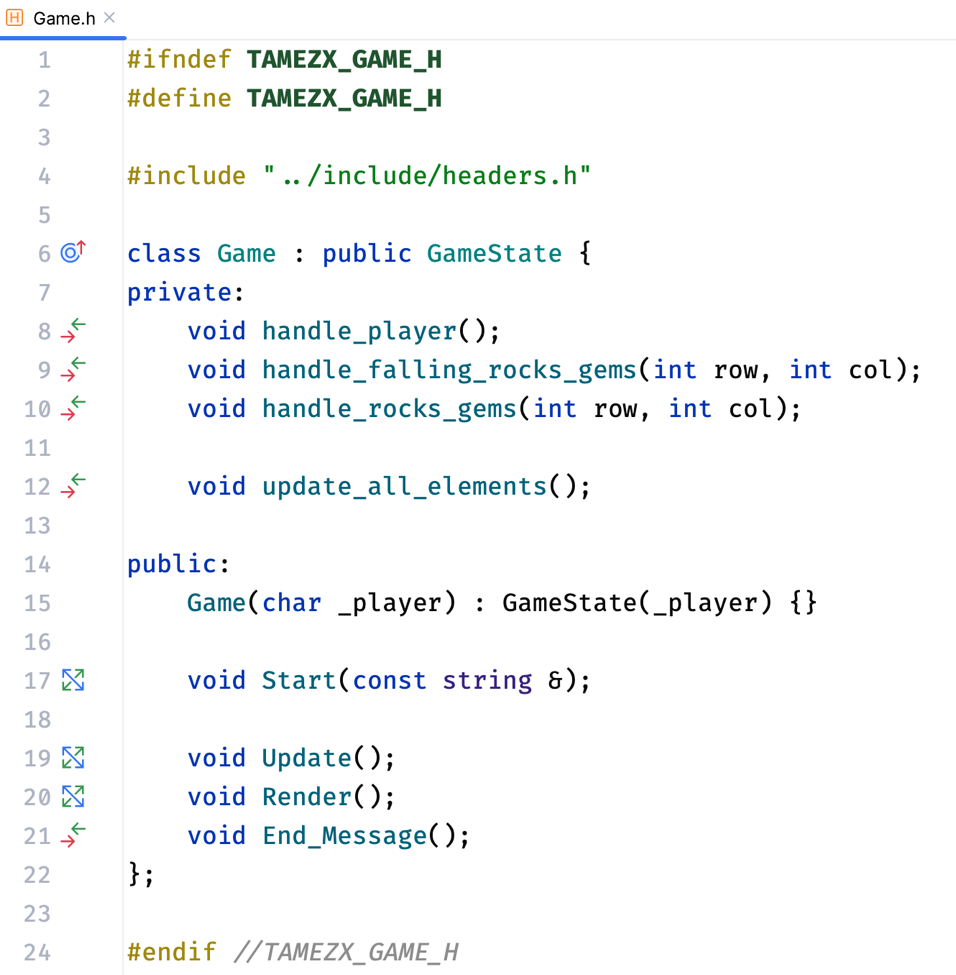 H Game.h ×
1 #ifndef TAMEZX_GAME_H
2 #define TAMEZX_GAME_H
3
4 #include "../include/headers.h"
5
6 class Game : public GameState {
7 private:
8     void handle_player();
9     void handle_falling_rocks_gems(int row, int col);
10     void handle_rocks_gems(int row, int col);
11
12     void update_all_elements();
13
14 public:
15     Game(char _player) : GameState(_player) {}
16
17     void Start(const string &);
18
19     void Update();
20     void Render();
21     void End_Message();
22 };
23
24 #endif //TAMEZX_GAME_H